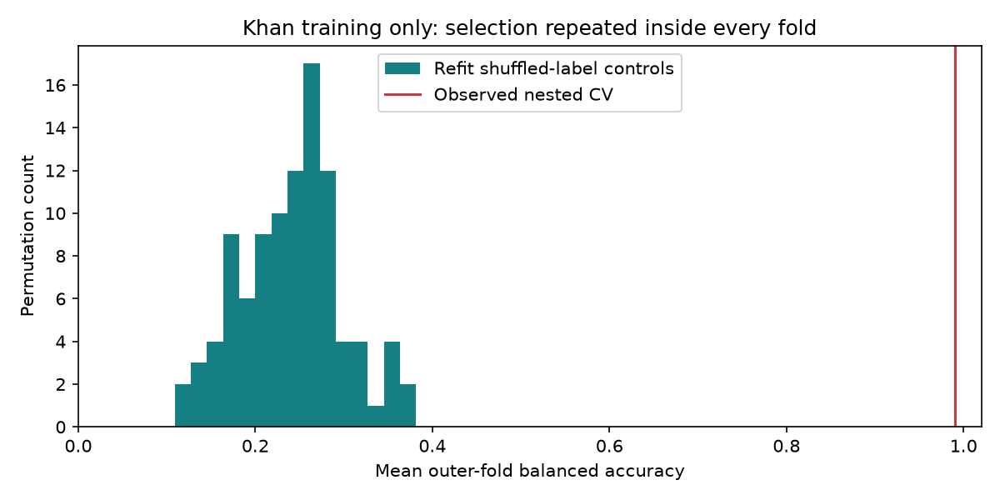 Khan training only: selection repeated inside every fold
Refit shuffled-label controls
Observed nested CV
Permutation count
16
14
12
10
8
6
4
2
0
0.0 0.2 0.4 0.6 0.8 1.0
Mean outer-fold balanced accuracy